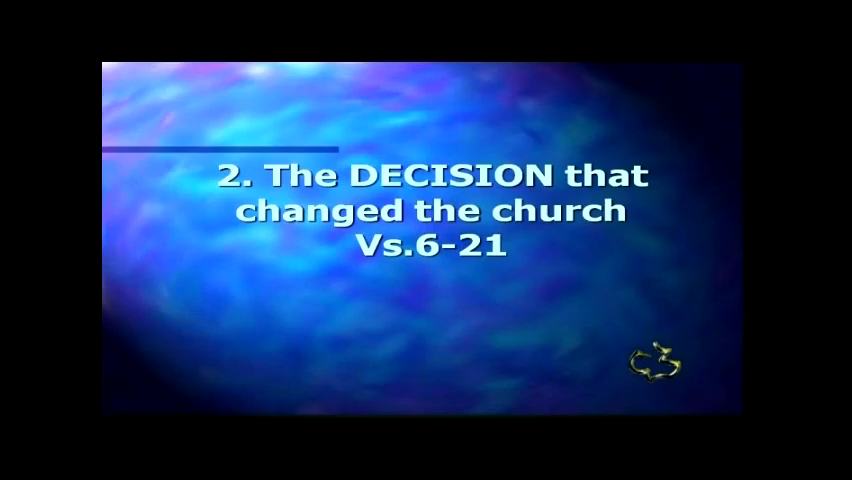 2. The DECISION that
changed the church
Vs.6-21